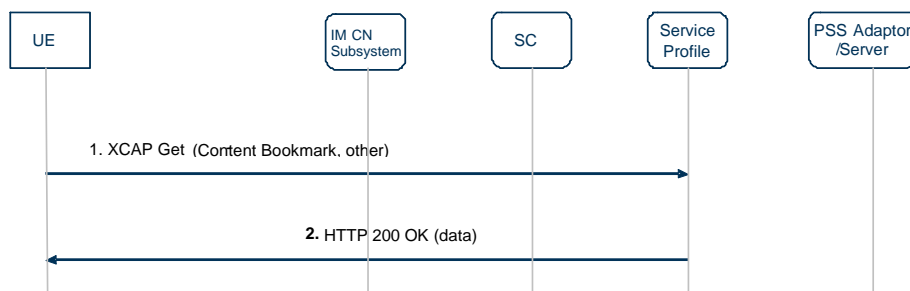 UE
IM CN
Subsystem
SC
Service
Profile
PSS Adaptor
/Server
1. XCAP Get (Content Bookmark, other)
2. HTTP 200 OK (data)